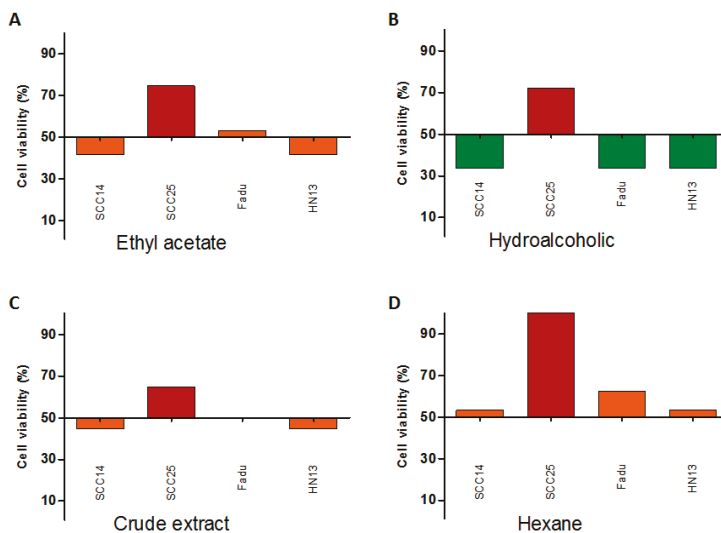 A
Cell viability (%)
90
70
50
30
10
SCC14
SCC25
Fadu
HN13
Ethyl acetate
B
Cell viability (%)
90
70
50
30
10
SCC14
SCC25
Fadu
HN13
Hydroalcoholic
C
Cell viability (%)
90
70
50
30
10
SCC14
SCC25
Fadu
HN13
Crude extract
D
Cell viability (%)
90
70
50
30
10
SCC14
SCC25
Fadu
HN13
Hexane